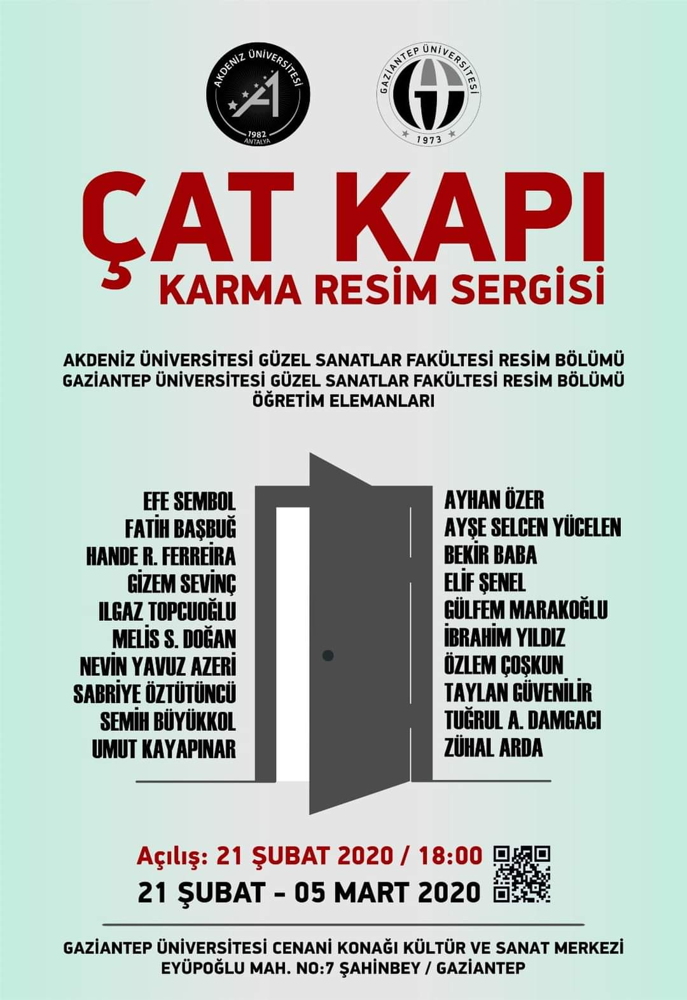 AKDENİZ ÜNİVERSİTESİ
1982
ANTALYA
GAZİANTEP ÜNİVERSİTESİ
1973
ÇAT KAPI
KARMA RESİM SERGİSİ
AKDENİZ ÜNİVERSİTESİ GÜZEL SANATLAR FAKÜLTESİ RESİM BÖLÜMÜ
GAZİANTEP ÜNİVERSİTESİ GÜZEL SANATLAR FAKÜLTESİ RESİM BÖLÜMÜ
ÖĞRETİM ELEMANLARI
EFE SEMBOL
FATİH BAŞBUĞ
HANDE R. FERREİRA
GİZEM SEVİNÇ
ILGAZ TOPCUOĞLU
MELİS S. DOĞAN
NEVİN YAVUZ AZERİ
SABRİYE ÖZTÜTÜNCÜ
SEMİH BÜYÜKKOL
UMUT KAYAPINAR
AYHAN ÖZER
AYŞE SELCEN YÜCELEN
BEKİR BABA
ELİF ŞENEL
GÜLFEM MARAKOĞLU
İBRAHİM YILDIZ
ÖZLEM ÇOŞKUN
TAYLAN GÜVENİLİR
TUĞRUL A. DAMGACI
ZÜHAL ARDA
Açılış: 21 ŞUBAT 2020 / 18:00
21 ŞUBAT - 05 MART 2020
GAZİANTEP ÜNİVERSİTESİ CENANİ KONAĞI KÜLTÜR VE SANAT MERKEZİ
EYÜPOĞLU MAH. NO:7 ŞAHİNBEY / GAZİANTEP